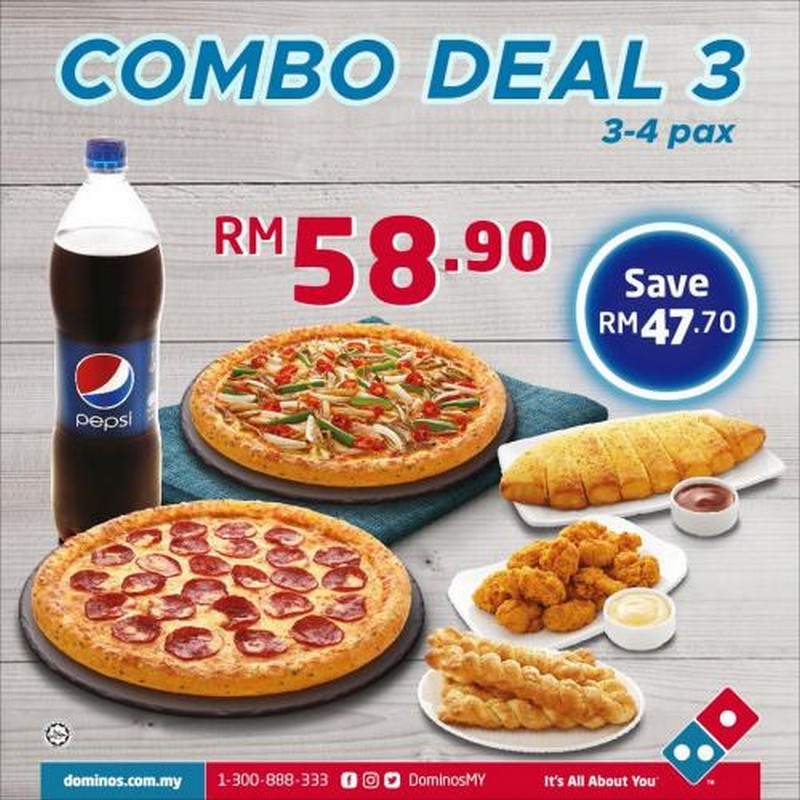 COMBO DEAL 3
3-4 pax
RM58.90
Save
RM47.70
pepsi
dominos.com.my
1-300-888-333
DominosMY
It's All About You
TM